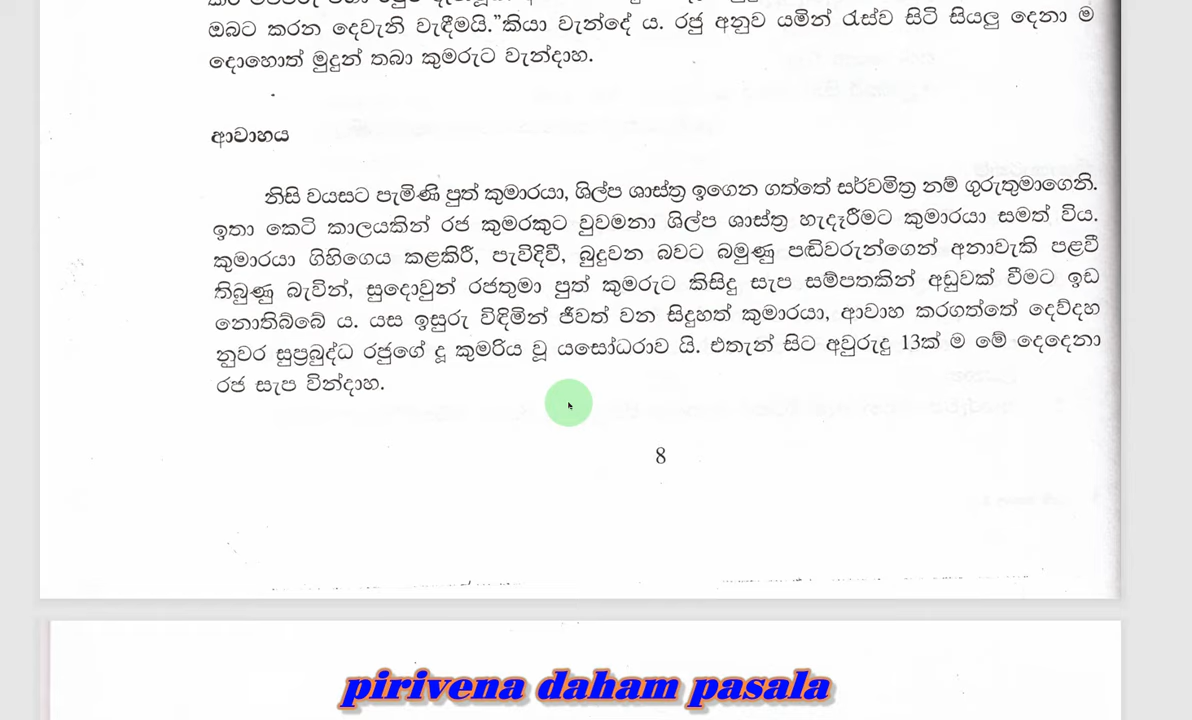 ඔබට කරන දෙවැනි වැඳීමයි.”කියා වැන්දේ ය. රජු අනුව යමින් රැස්ව සිටි සියලු දෙනා ම
දොහොත් මුදුන් තබා කුමරුට වැන්දාහ.
ආවාහය
නිසි වයසට පැමිණි පුත් කුමාරයා, ශිල්ප ශාස්ත්‍ර ඉගෙන ගත්තේ සර්වමිත්‍ර නම් ගුරුතුමාගෙනි.
ඉතා කෙටි කාලයකින් රජ කුමරකුට වුවමනා ශිල්ප ශාස්ත්‍ර හැදෑරීමට කුමාරයා සමත් විය.
කුමාරයා ගිහිගෙය කළකිරී, පැවිදිවී, බුදුවන බවට බමුණු පඬිවරුන්ගෙන් අනාවැකි පළවී
තිබුණු බැවින්, සුදොවුන් රජතුමා පුත් කුමරුට කිසිදු සැප සම්පතකින් අඩුවක් වීමට ඉඩ
නොතිබ්බේ ය. යස ඉසුරු විඳිමින් ජීවත් වන සිදුහත් කුමාරයා, ආවාහ කරගත්තේ දෙව්දහ
නුවර සුප්‍රබුද්ධ රජුගේ දූ කුමරිය වූ යසෝධරාව යි. එතැන් සිට අවුරුදු 13ක් ම මේ දෙදෙනා
රජ සැප වින්දාහ.
8
pirivena daham pasala